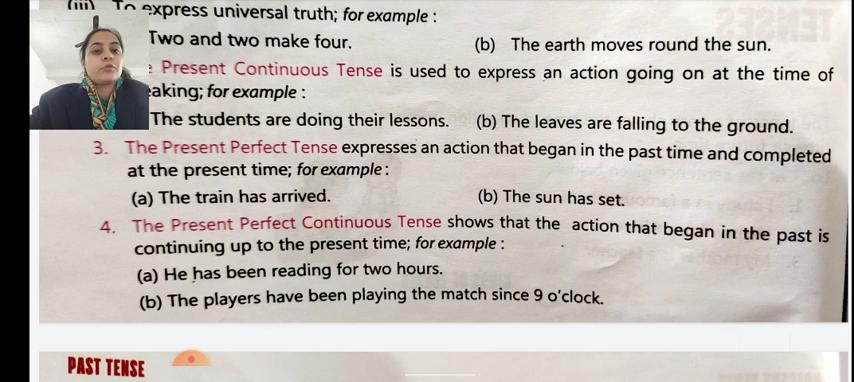 (iii) To express universal truth; for example :
Two and two make four. (b) The earth moves round the sun.
Present Continuous Tense is used to express an action going on at the time of
eaking; for example :
The students are doing their lessons. (b) The leaves are falling to the ground.
3. The Present Perfect Tense expresses an action that began in the past time and completed
at the present time; for example :
(a) The train has arrived. (b) The sun has set.
4. The Present Perfect Continuous Tense shows that the action that began in the past is
continuing up to the present time; for example :
(a) He has been reading for two hours.
(b) The players have been playing the match since 9 o'clock.
PAST TENSE